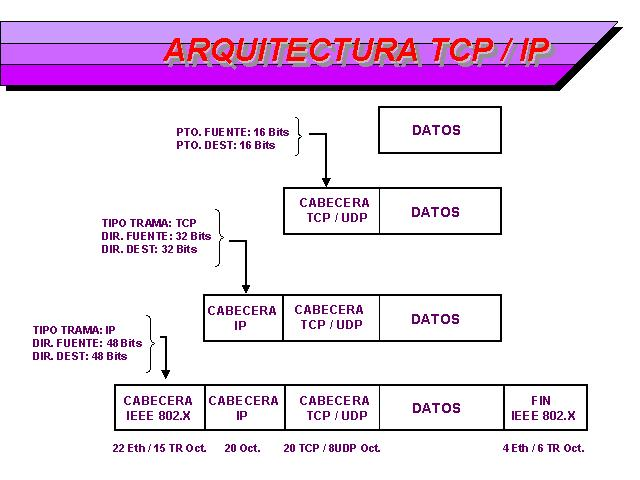 ARQUITECTURA TCP / IP
PTO. FUENTE: 16 Bits
PTO. DEST: 16 Bits
DATOS
CABECERA
TCP / UDP
DATOS
TIPO TRAMA: TCP
DIR. FUENTE: 32 Bits
DIR. DEST: 32 Bits
CABECERA
IP
CABECERA
TCP / UDP
DATOS
TIPO TRAMA: IP
DIR. FUENTE: 48 Bits
DIR. DEST: 48 Bits
CABECERA
IEEE 802.X
CABECERA
IP
CABECERA
TCP / UDP
DATOS
FIN
IEEE 802.X
22 Eth / 15 TR Oct.
20 Oct.
20 TCP / 8UDP Oct.
4 Eth / 6 TR Oct.